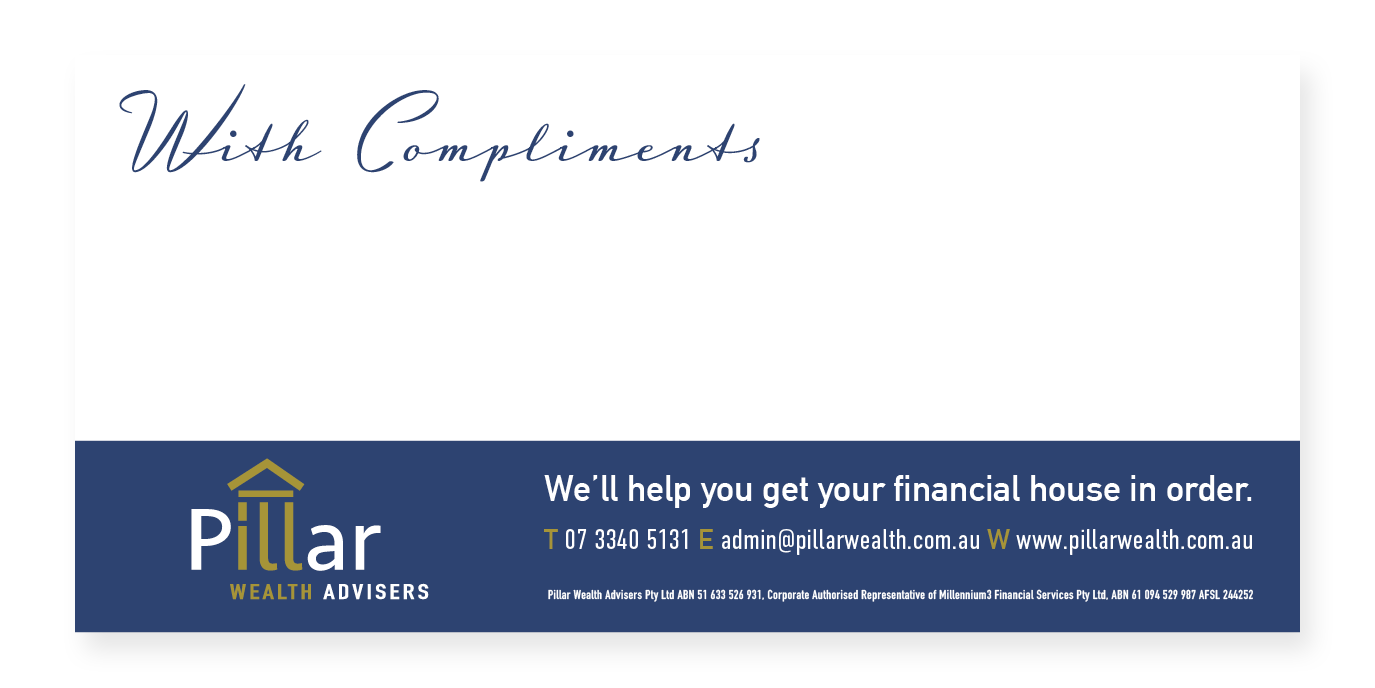 With Compliments
Pillar
WEALTH ADVISERS
We'll help you get your financial house in order.
T 07 3340 5131 E admin@pillarwealth.com.au W www.pillarwealth.com.au
Pillar Wealth Advisers Pty Ltd ABN 51 633 526 931, Corporate Authorised Representative of Millennium3 Financial Services Pty Ltd, ABN 61 094 529 987 AFSL 244252